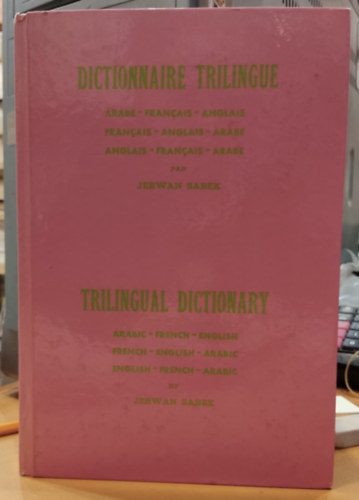 DICTIONNAIRE TRILINGUE
ARABE • FRANÇAIS • ANGLAIS
FRANÇAIS • ANGLAIS • ARABE
ANGLAIS • FRANÇAIS • ARABE
PAR
JERWAN SABEK
TRILINGUAL DICTIONARY
ARABIC • FRENCH • ENGLISH
FRENCH • ENGLISH • ARABIC
ENGLISH • FRENCH • ARABIC
BY
JERWAN SABEK